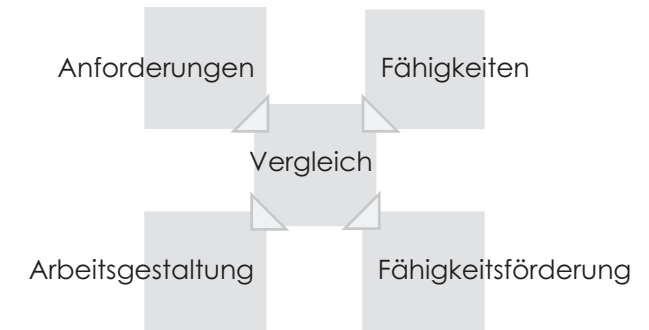 Anforderungen
Fähigkeiten
Vergleich
Arbeitsgestaltung
Fähigkeitsförderung